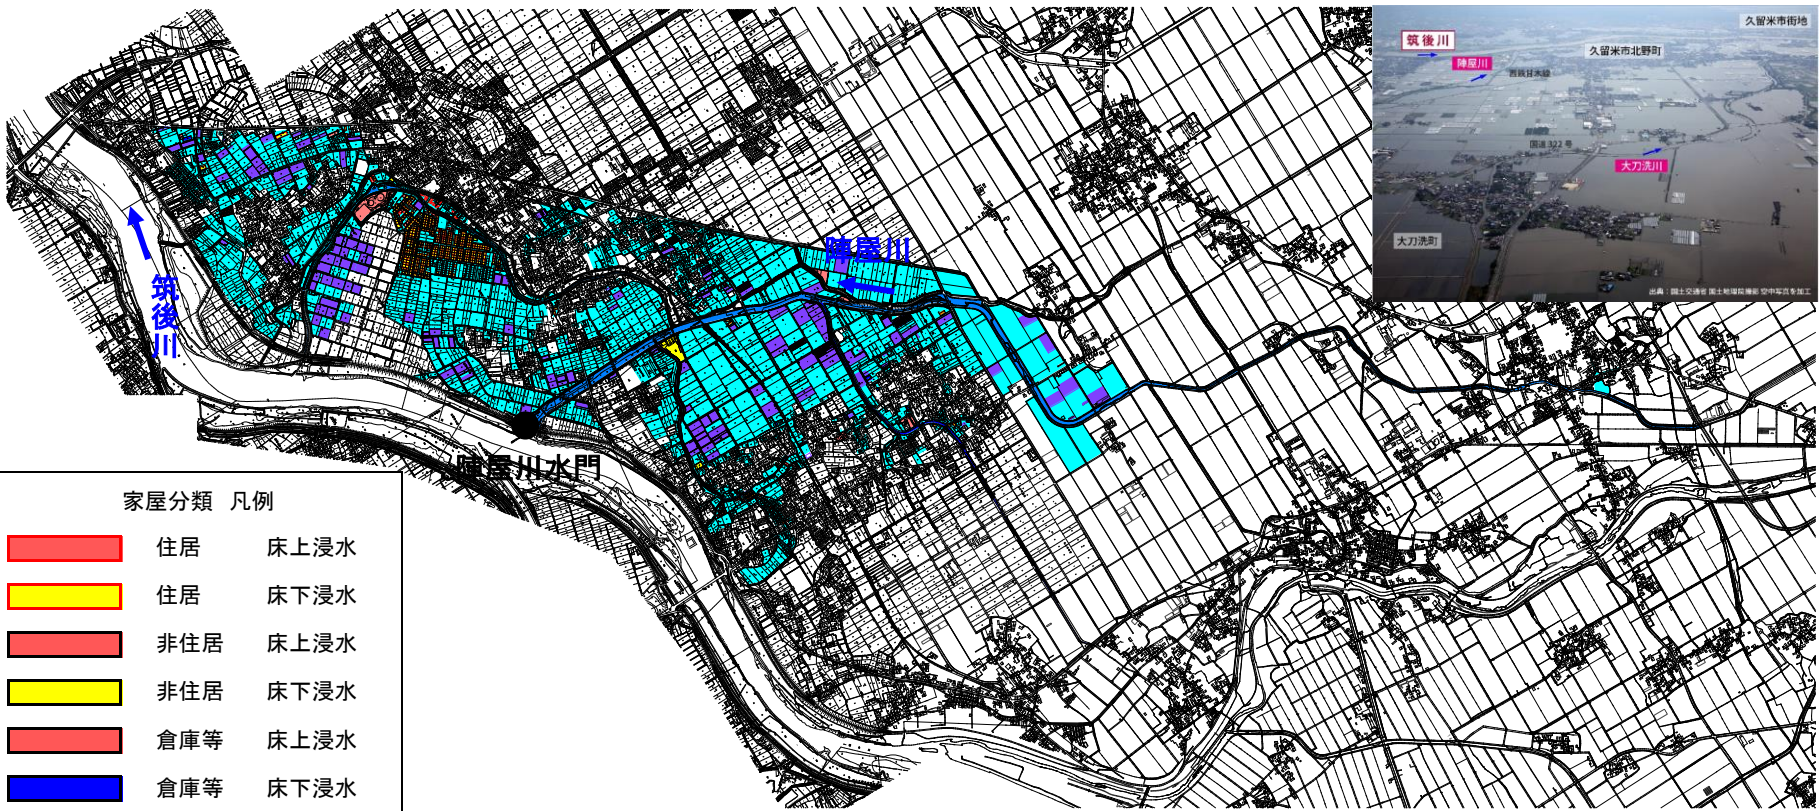 久留米市街地
筑後川
久留米市北野町
陣屋川
西鉄甘木線
国道322号
大刀洗川
大刀洗町
出典：国土交通省 国土地理院撮影 空中写真を加工
陣屋川
筑後川
陣屋川水門
家屋分類 凡例
住居 床上浸水
住居 床下浸水
非住居 床上浸水
非住居 床下浸水
倉庫等 床上浸水
倉庫等 床下浸水